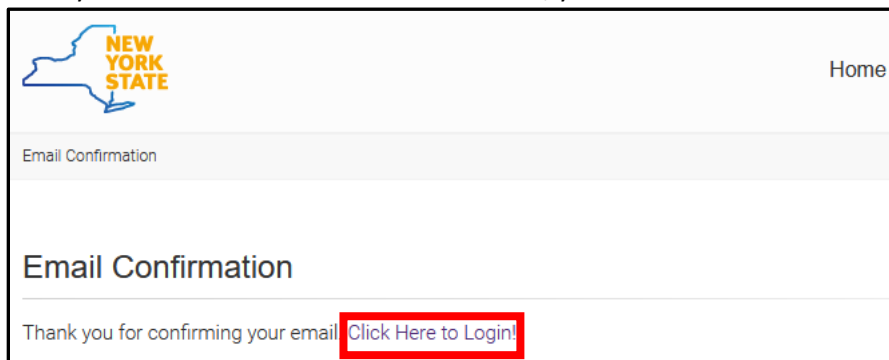 NEW
YORK
STATE
Home
Email Confirmation
Email Confirmation
Thank you for confirming your email. Click Here to Login!